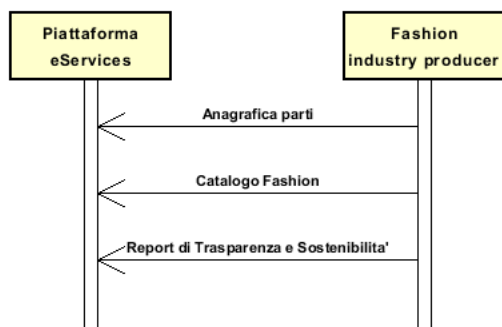 Piattaforma
eServices
Fashion
industry producer
Anagrafica parti
Catalogo Fashion
Report di Trasparenza e Sostenibilita'